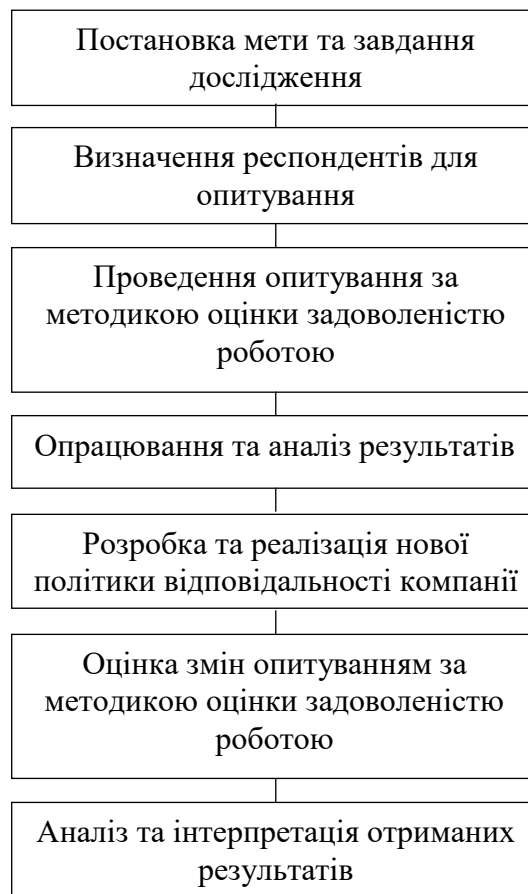 Постановка мети та завдання
дослідження
Визначення респондентів для
опитування
Проведення опитування за
методикою оцінки задоволеністю
роботою
Опрацювання та аналіз результатів
Розробка та реалізація нової
політики відповідальності компанії
Оцінка змін опитуванням за
методикою оцінки задоволеністю
роботою
Аналіз та інтерпретація отриманих
результатів